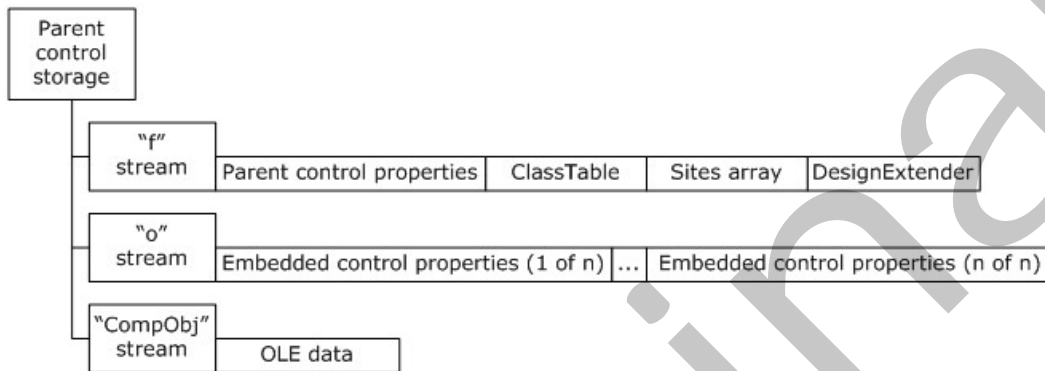 Parent
control
storage
"f"
stream
Parent control properties ClassTable Sites array DesignExtender
"o"
stream
Embedded control properties (1 of n) ... Embedded control properties (n of n)
"CompObj"
stream
OLE data